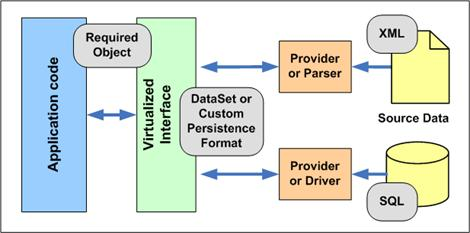 Application code
Required
Object
Virtualized
Interface
DataSet or
Custom
Persistence
Format
Provider
or Parser
XML
Source Data
Provider
or Driver
SQL